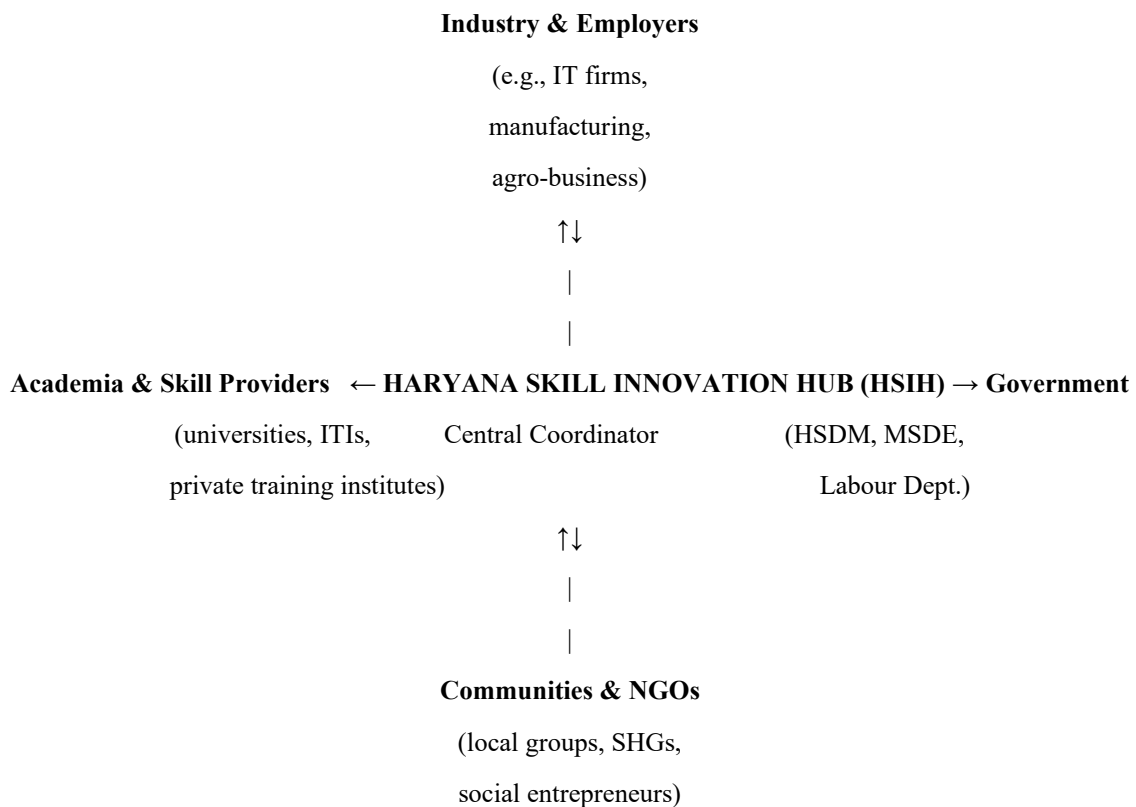 Industry & Employers
(e.g., IT firms,
manufacturing,
agro-business)
↑↓
|
|
Academia & Skill Providers ← HARYANA SKILL INNOVATION HUB (HSIH) → Government
(universities, ITIs, Central Coordinator (HSDM, MSDE,
private training institutes) Labour Dept.)
↑↓
|
|
Communities & NGOs
(local groups, SHGs,
social entrepreneurs)